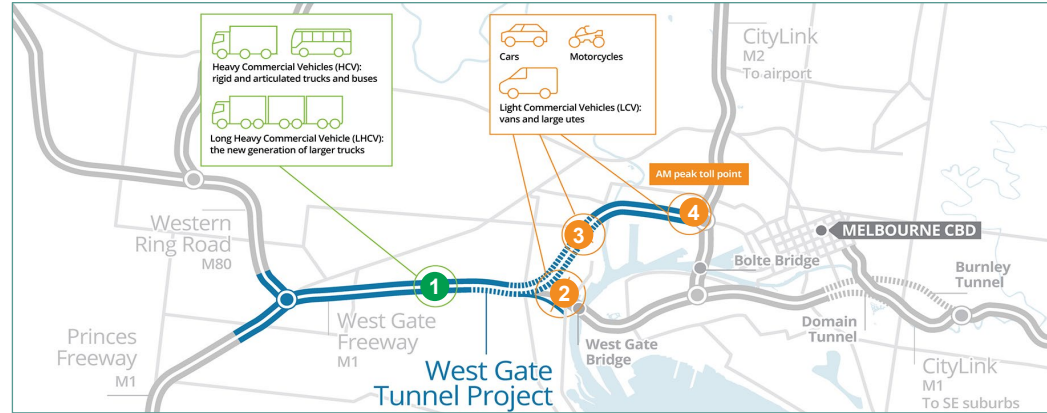 Heavy Commercial Vehicles (HCV):
rigid and articulated trucks and buses
Long Heavy Commercial Vehicle (LHCV):
the new generation of larger trucks
Cars
Motorcycles
Light Commercial Vehicles (LCV):
vans and large utes
CityLink
M2
To airport
AM peak toll point
4
3
MELBOURNE CBD
Western
Ring Road
M80
Bolte Bridge
Burnley
Tunnel
1
2
Princes
Freeway
M1
West Gate
Freeway
M1
West Gate
Bridge
Domain
Tunnel
West Gate
Tunnel Project
CityLink
M1
To SE suburbs